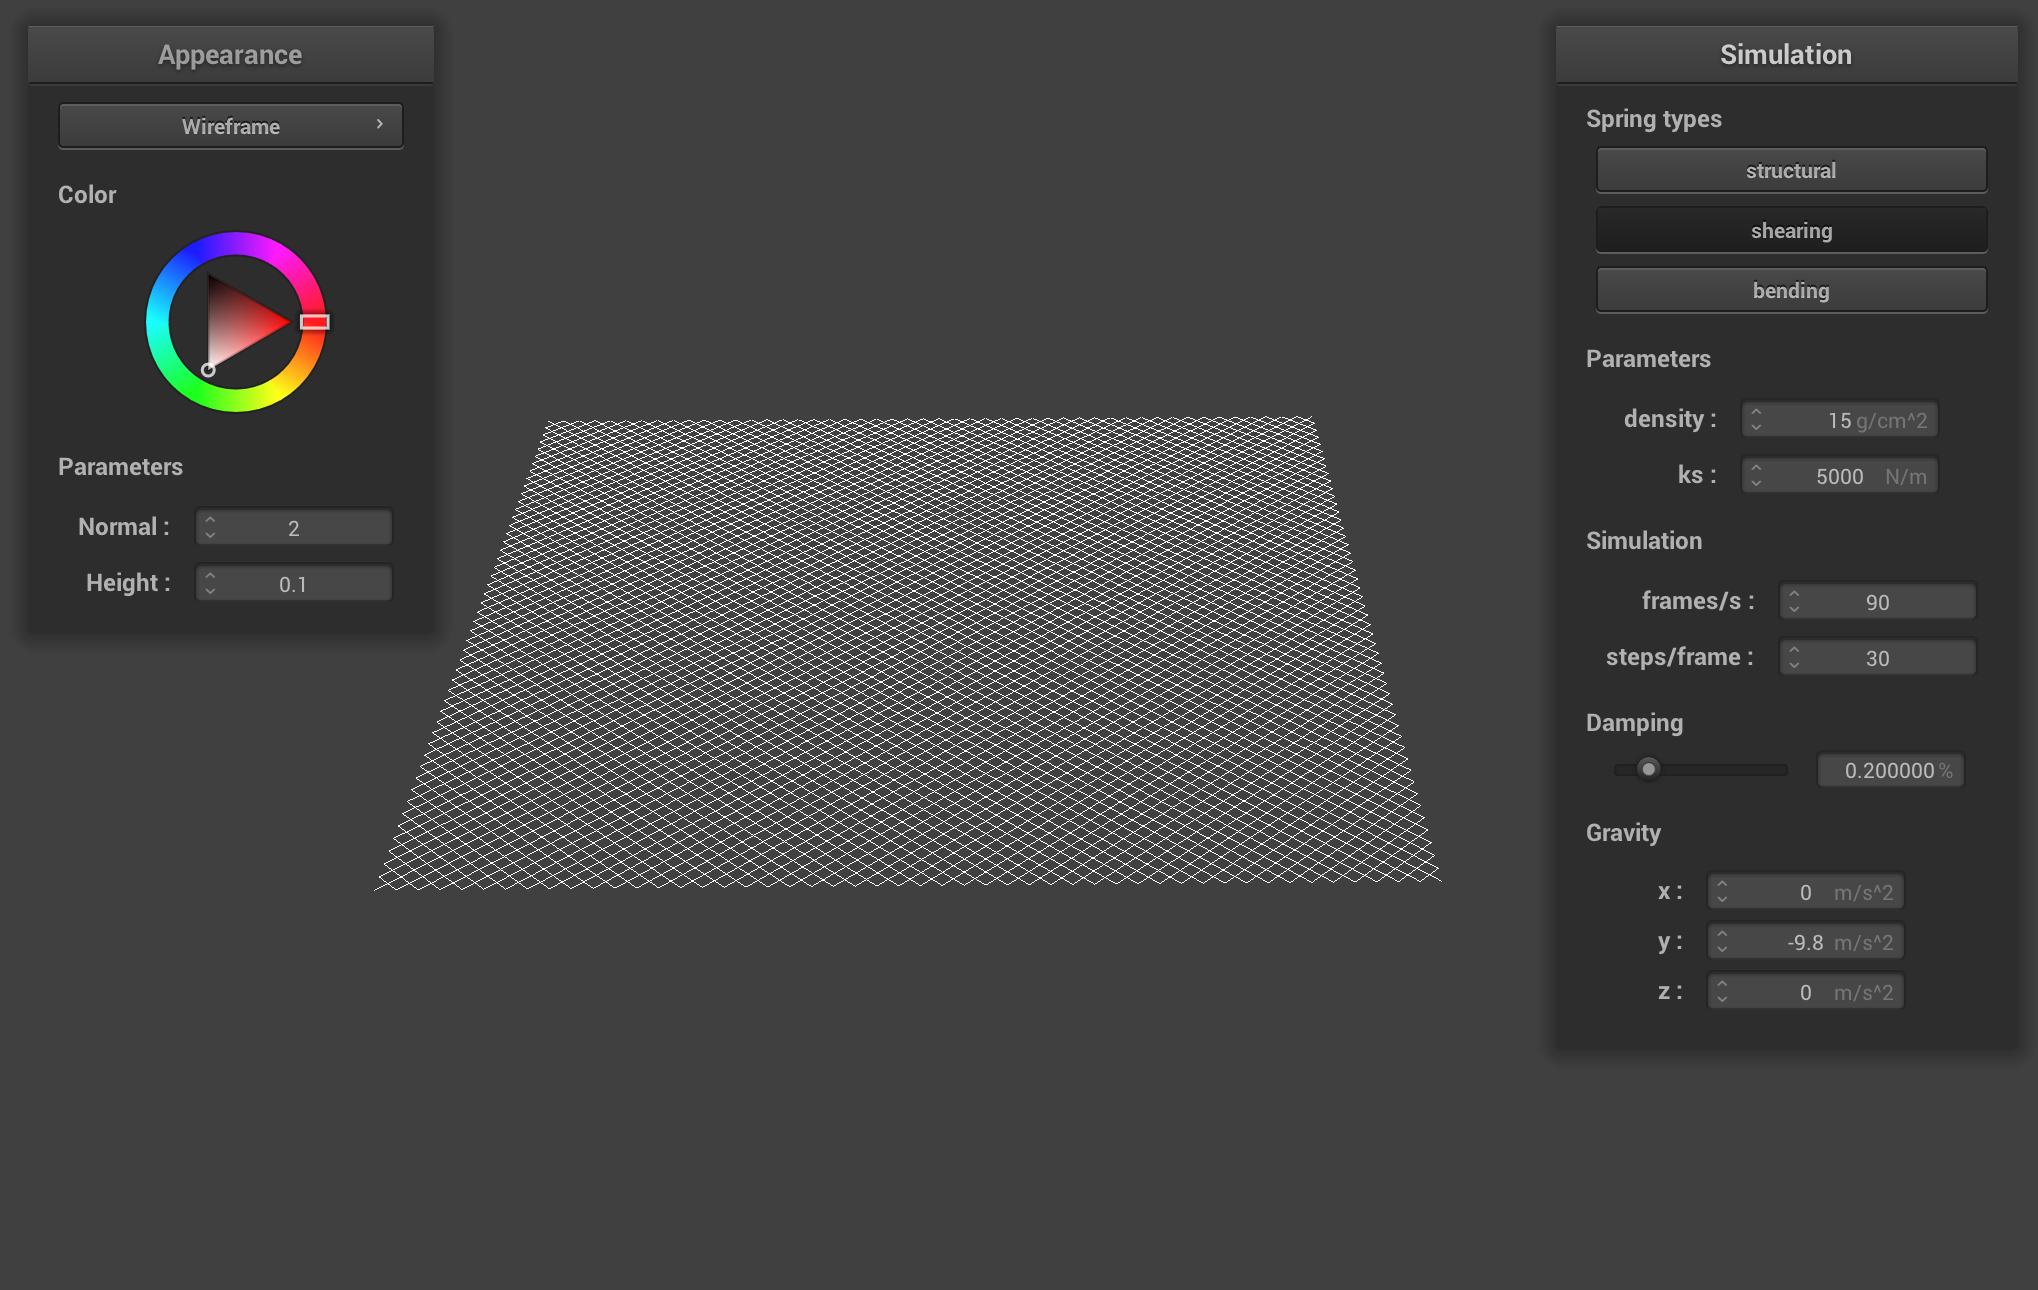 Appearance
Wireframe
Color
Parameters
Normal : 2
Height : 0.1
Simulation
Spring types
structural
shearing
bending
Parameters
density : 15 g/cm^2
ks : 5000 N/m
Simulation
frames/s : 90
steps/frame : 30
Damping
0.200000 %
Gravity
x : 0 m/s^2
y : -9.8 m/s^2
z : 0 m/s^2